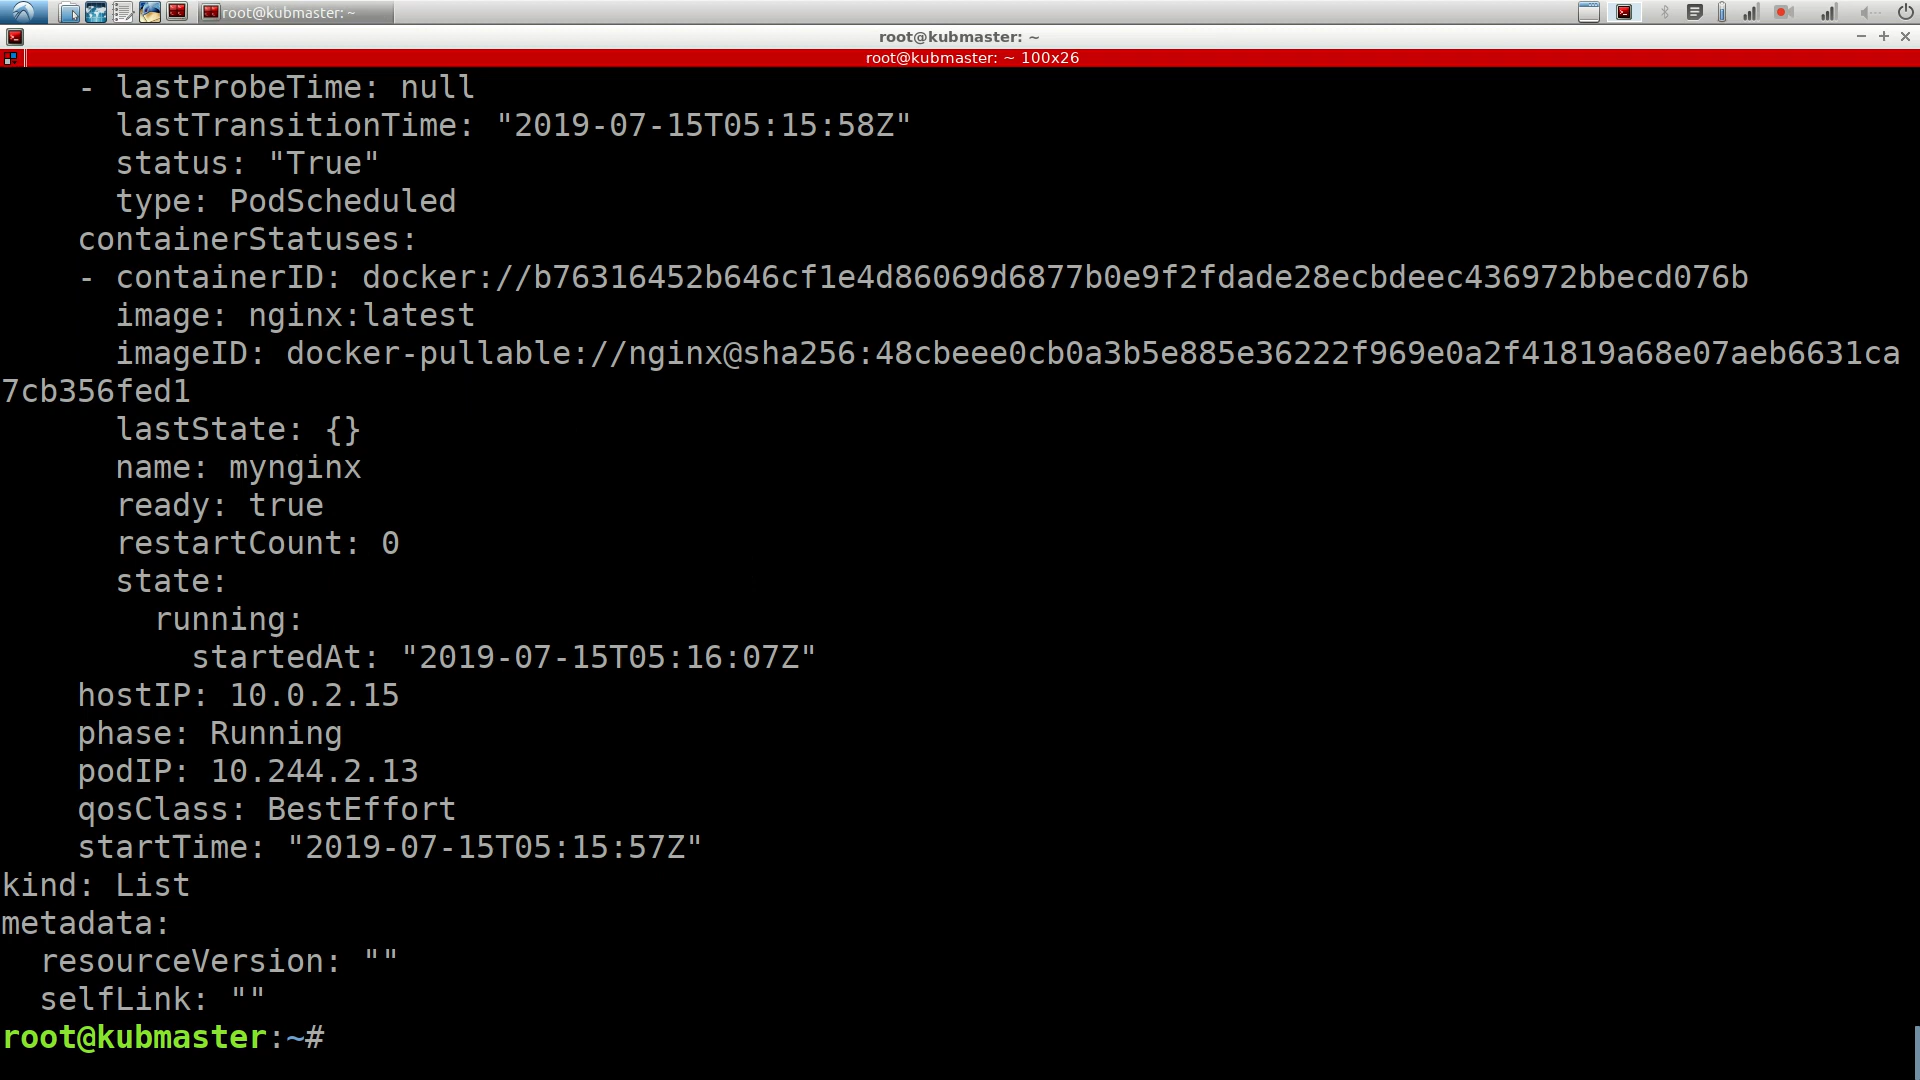 root@kubmaster: ~
root@kubmaster: ~
root@kubmaster: ~ 100x26
    - lastProbeTime: null
      lastTransitionTime: "2019-07-15T05:15:58Z"
      status: "True"
      type: PodScheduled
    containerStatuses:
    - containerID: docker://b76316452b646cf1e4d86069d6877b0e9f2fdade28ecbdeec436972bbecd076b
      image: nginx:latest
      imageID: docker-pullable://nginx@sha256:48cbeee0cb0a3b5e885e36222f969e0a2f41819a68e07aeb6631ca
7cb356fed1
      lastState: {}
      name: mynginx
      ready: true
      restartCount: 0
      state:
        running:
          startedAt: "2019-07-15T05:16:07Z"
    hostIP: 10.0.2.15
    phase: Running
    podIP: 10.244.2.13
    qosClass: BestEffort
    startTime: "2019-07-15T05:15:57Z"
kind: List
metadata:
  resourceVersion: ""
  selfLink: ""
root@kubmaster:~#